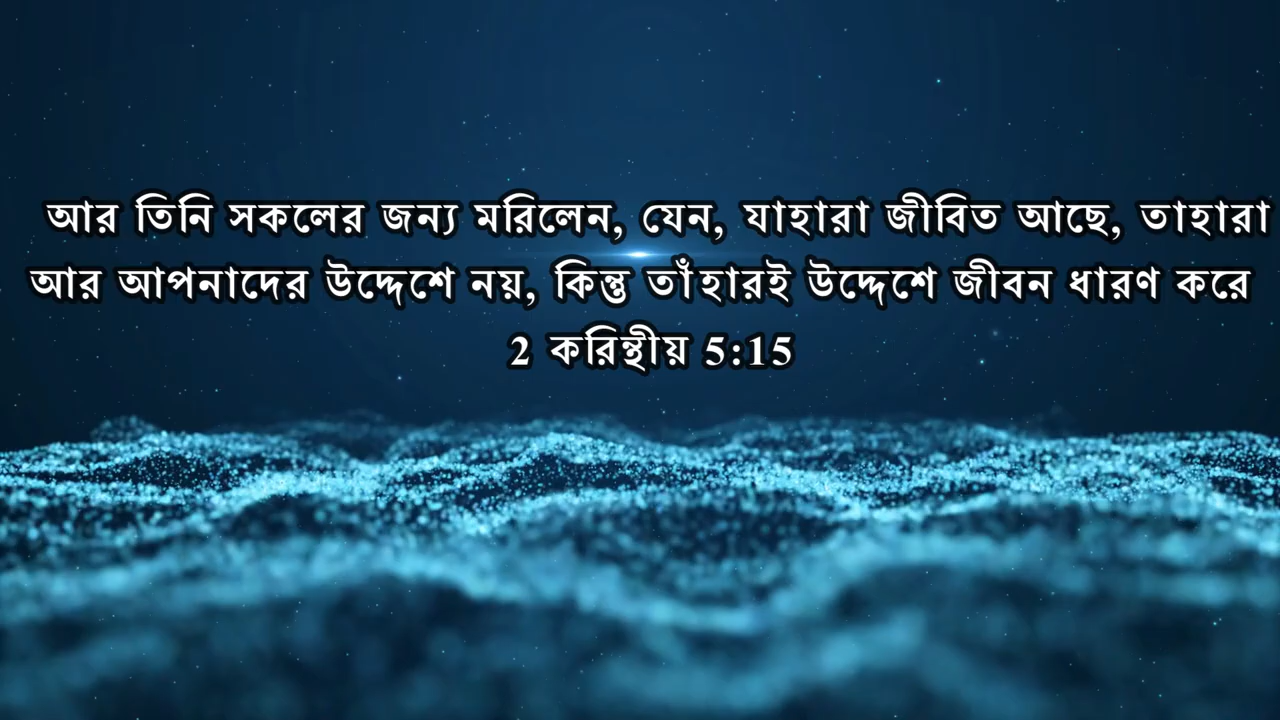 আর তিনি সকলের জন্য মরিলেন, যেন, যাহারা জীবিত আছে, তাহারা
আর আপনাদের উদ্দেশে নয়, কিন্তু তাঁহারই উদ্দেশে জীবন ধারণ করে
2 করিন্থীয় 5:15